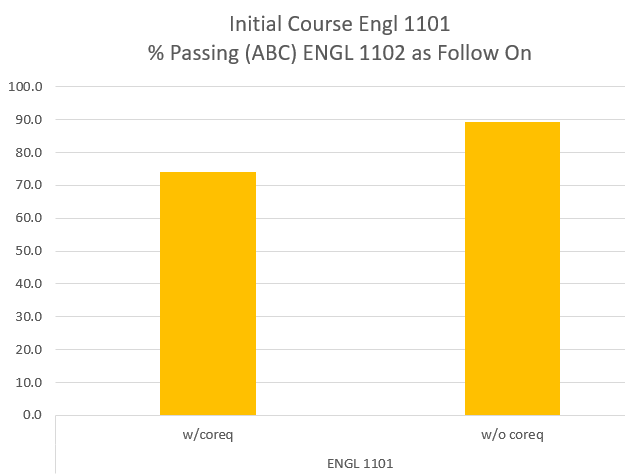 Initial Course Engl 1101
% Passing (ABC) ENGL 1102 as Follow On
100.0
90.0
80.0
70.0
60.0
50.0
40.0
30.0
20.0
10.0
0.0
w/coreq
w/o coreq
ENGL 1101